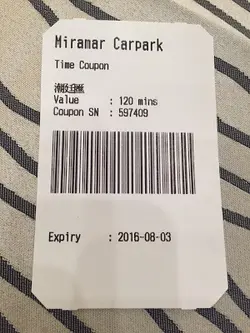 Miramar Carpark
Time Coupon
Value : 120 mins
Coupon SN : 597409
Expiry : 2016-08-03